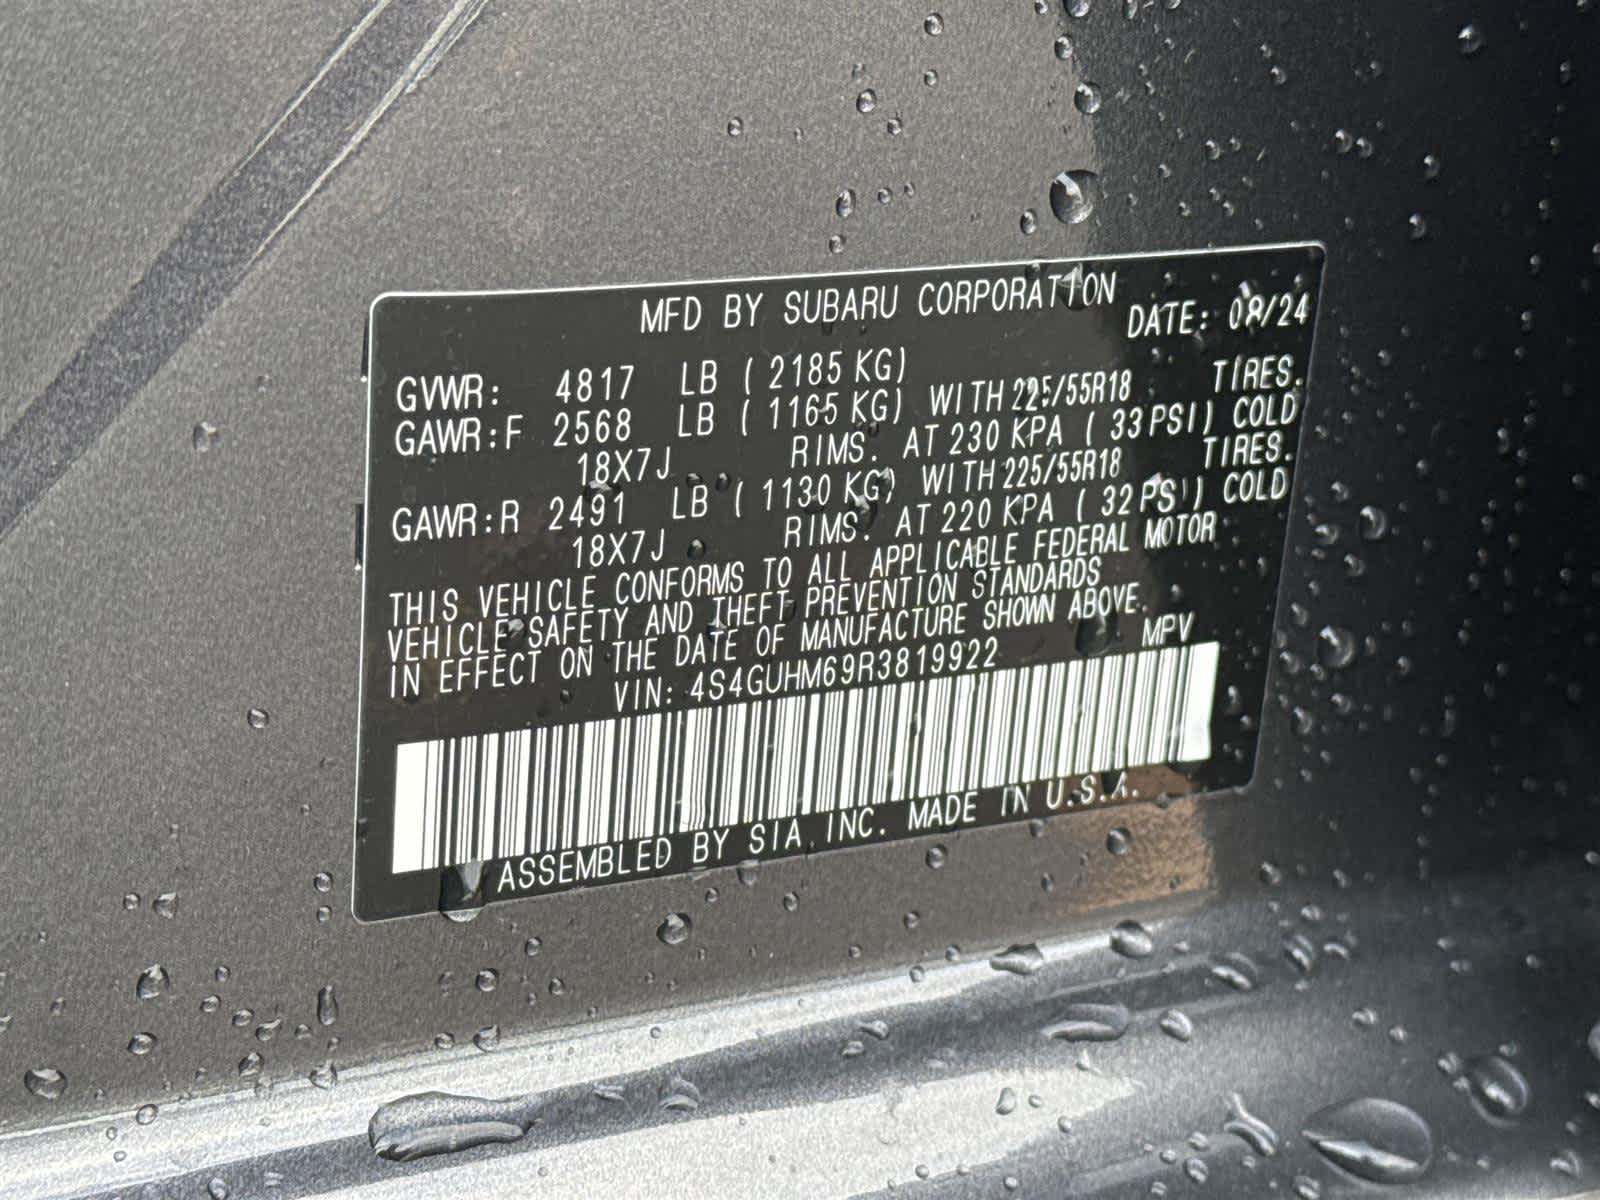 MFD BY SUBARU CORPORATION
DATE: 08/24
GVWR: 4817 LB ( 2185 KG)
GAWR:F 2568 LB ( 1165 KG) WITH 225/55R18 TIRES.
18X7J RIMS. AT 230 KPA ( 33 PSI) COLD
GAWR:R 2491 LB ( 1130 KG) WITH 225/55R18 TIRES.
18X7J RIMS. AT 220 KPA ( 32 PSI) COLD
THIS VEHICLE CONFORMS TO ALL APPLICABLE FEDERAL MOTOR
VEHICLE SAFETY AND THEFT PREVENTION STANDARDS
IN EFFECT ON THE DATE OF MANUFACTURE SHOWN ABOVE.
VIN: 4S4GUHM69R3819922 MPV
ASSEMBLED BY SIA, INC. MADE IN U.S.A.